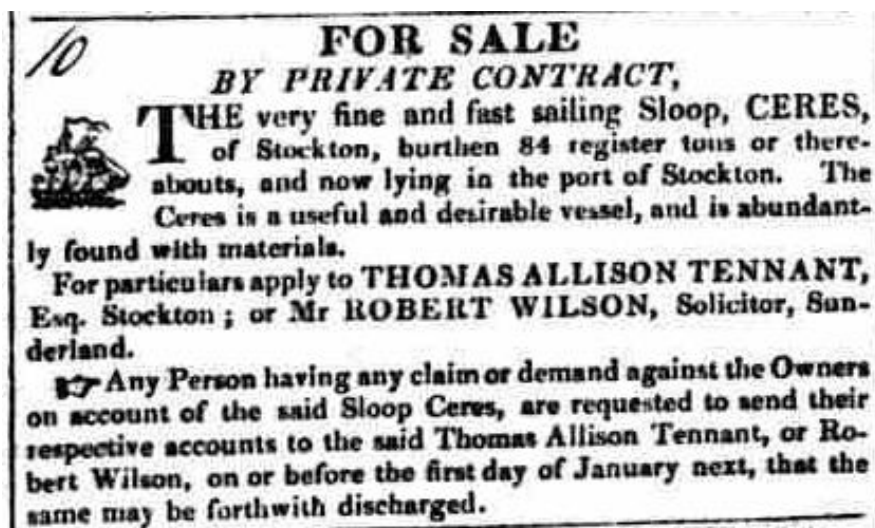 10
FOR SALE
BY PRIVATE CONTRACT,
THE very fine and fast sailing Sloop, CERES,
of Stockton, burthen 84 register tons or there-
abouts, and now lying in the port of Stockton. The
Ceres is a useful and desirable vessel, and is abundant-
ly found with materials.
For particulars apply to THOMAS ALLISON TENNANT,
Esq. Stockton; or Mr ROBERT WILSON, Solicitor, Sun-
derland.
☞ Any Person having any claim or demand against the Owners
on account of the said Sloop Ceres, are requested to send their
respective accounts to the said Thomas Allison Tennant, or Ro-
bert Wilson, on or before the first day of January next, that the
same may be forthwith discharged.